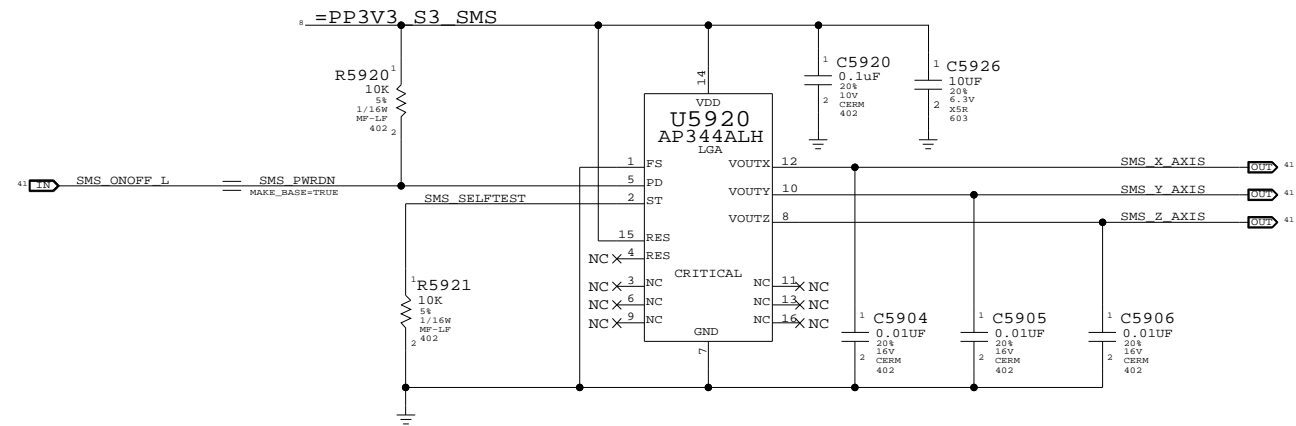 8 =PP3V3_S3_SMS
R5920
1
10K
5%
1/16W
MF-LF
402
2
14
VDD
U5920
AP344ALH
LGA
1 C5920
0.1uF
20%
2 10V
CERM
402
1 C5926
10UF
20%
2 6.3V
X5R
603
1 FS VOUTX 12 SMS_X_AXIS OUT 41
41 IN SMS_ONOFF_L SMS_PWRDN 5 PD VOUTY 10 SMS_Y_AXIS OUT 41
MAKE_BASE=TRUE
SMS_SELFTEST 2 ST VOUTZ 8 SMS_Z_AXIS OUT 41
15 RES
NC 4 RES
CRITICAL
NC 3 NC NC 11 NC
NC 6 NC NC 13 NC
NC 9 NC NC 16 NC
GND
7
1 R5921
10K
5%
1/16W
MF-LF
2 402
1 C5904
0.01UF
20%
2 16V
CERM
402
1 C5905
0.01UF
20%
2 16V
CERM
402
1 C5906
0.01UF
20%
2 16V
CERM
402